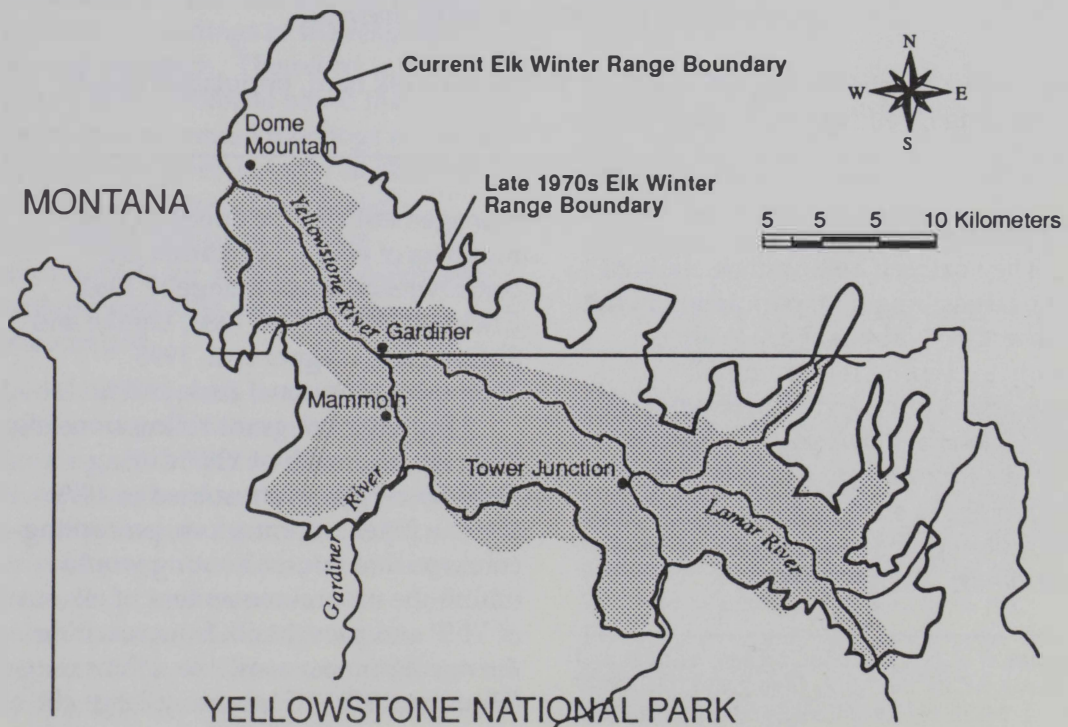 Current Elk Winter Range Boundary
N
W
E
S
Dome
Mountain
MONTANA
Late 1970s Elk Winter
Range Boundary
5 5 5 10 Kilometers
Yellowstone River
Gardiner
Mammoth
Tower Junction
Lamar River
Gardiner River
YELLOWSTONE NATIONAL PARK